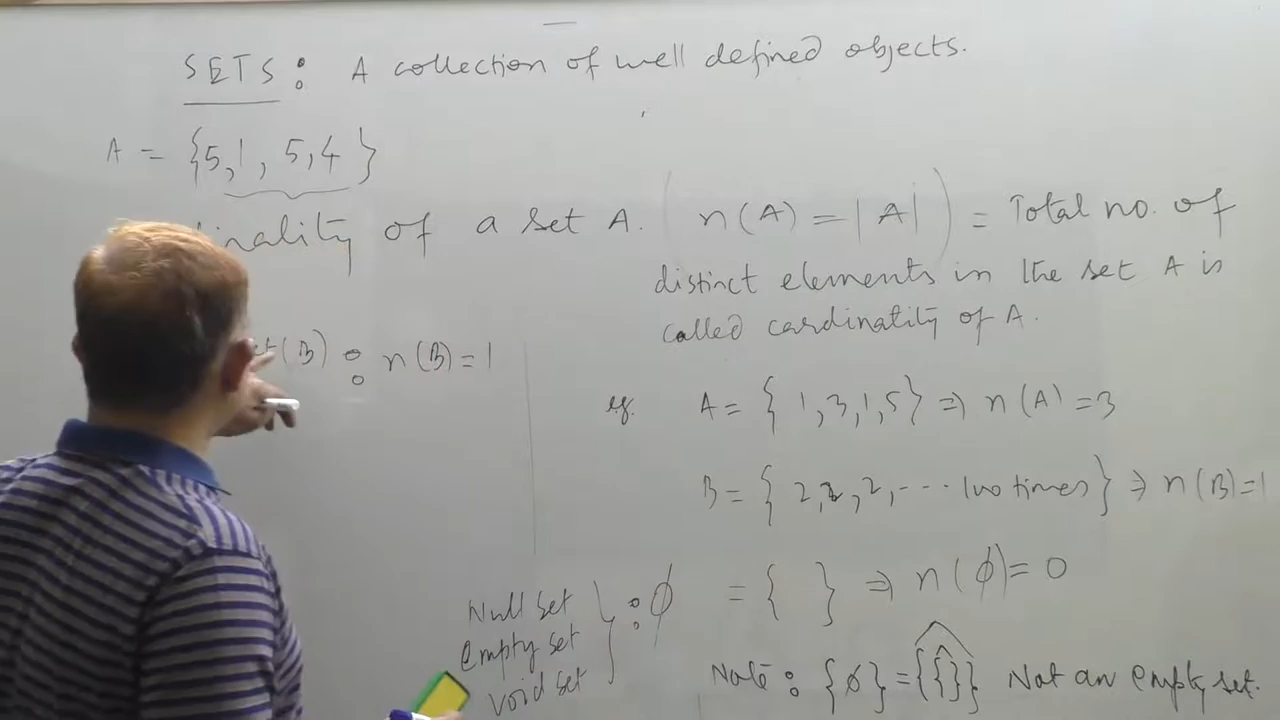 SETS : A collection of well defined objects.
A = {5,1, 5,4 }
inality of a set A. ( n(A) = |A| ) = Total no. of
distinct elements in the set A is
called cardinality of A.
(B) : n(B) = 1
eg. A = { 1,3,1,5} ⇒ n(A) = 3
B = { 2,2,2,--- 100 times} ⇒ n(B)=1
Null set
empty set
void set
} : ϕ = { } ⇒ n(ϕ) = 0
Note : {ϕ} = {{}} Not an empty set.